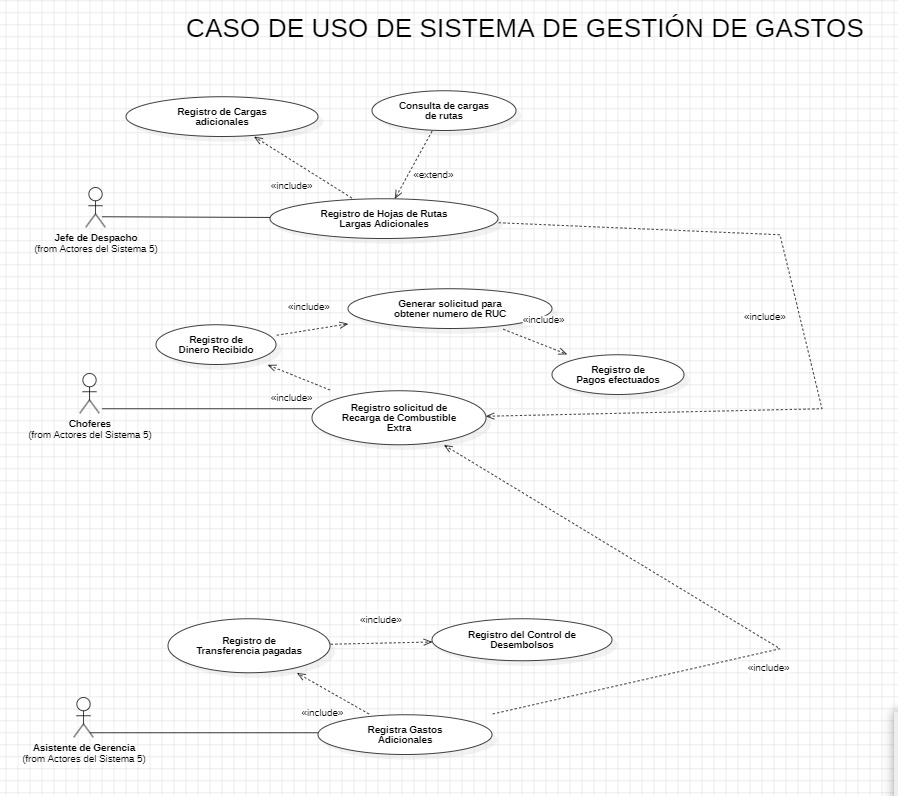 CASO DE USO DE SISTEMA DE GESTIÓN DE GASTOS
Registro de Cargas
adicionales
Consulta de cargas
de rutas
«include»
«extend»
Registro de Hojas de Rutas
Largas Adicionales
Jefe de Despacho
(from Actores del Sistema 5)
«include»
Generar solicitud para
obtener numero de RUC
«include»
«include»
Registro de
Dinero Recibido
Registro de
Pagos efectuados
«include»
Registro solicitud de
Recarga de Combustible
Extra
Choferes
(from Actores del Sistema 5)
«include»
Registro de
Transferencia pagadas
Registro del Control de
Desembolsos
«include»
«include»
Registra Gastos
Adicionales
Asistente de Gerencia
(from Actores del Sistema 5)